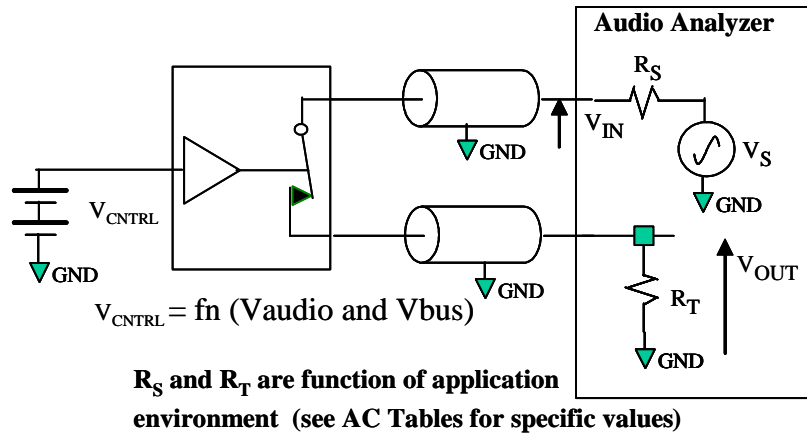 Audio Analyzer
R_S
V_IN
V_S
GND
GND
V_CNTRL
GND
GND
V_OUT
R_T
V_CNTRL = fn (Vaudio and Vbus)
GND
R_S and R_T are function of application
environment (see AC Tables for specific values)